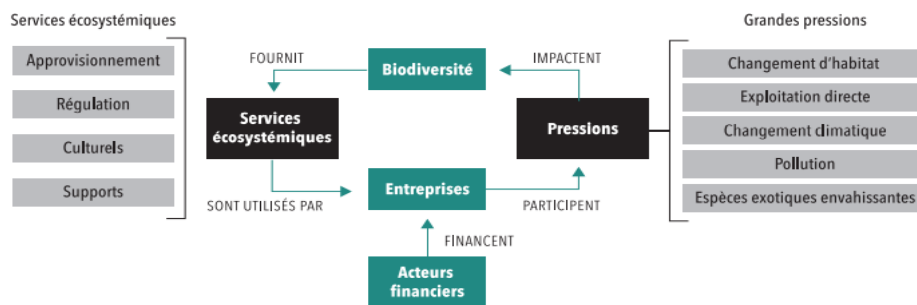 Services écosystémiques
Approvisionnement
Régulation
Culturels
Supports
FOURNIT
Biodiversité
IMPACTENT
Services
écosystémiques
Pressions
SONT UTILISÉS PAR
Entreprises
PARTICIPENT
FINANCENT
Acteurs
financiers
Grandes pressions
Changement d'habitat
Exploitation directe
Changement climatique
Pollution
Espèces exotiques envahissantes